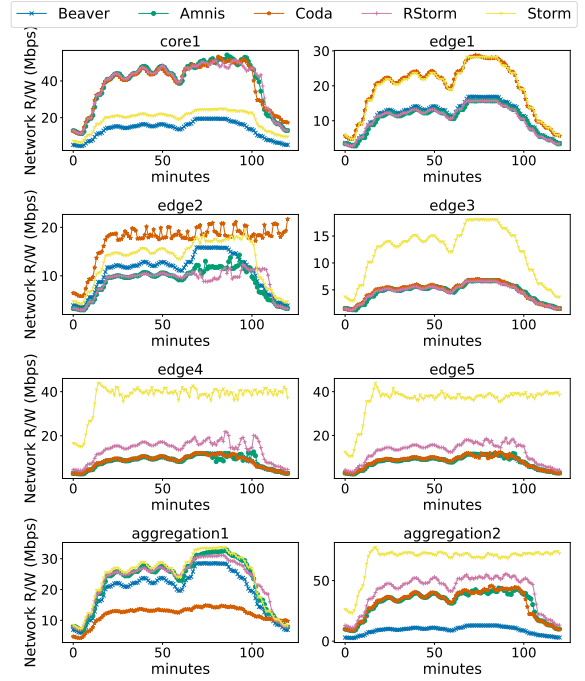 Beaver Amnis Coda RStorm Storm
core1 edge1
Network R/W (Mbps)
40
20
30
20
10
0 50 100 0 50 100
minutes minutes
edge2 edge3
Network R/W (Mbps)
20
10
15
10
5
0 50 100 0 50 100
minutes minutes
edge4 edge5
Network R/W (Mbps)
40
20
40
20
0 50 100 0 50 100
minutes minutes
aggregation1 aggregation2
Network R/W (Mbps)
30
20
10
50
0
0 50 100 0 50 100
minutes minutes